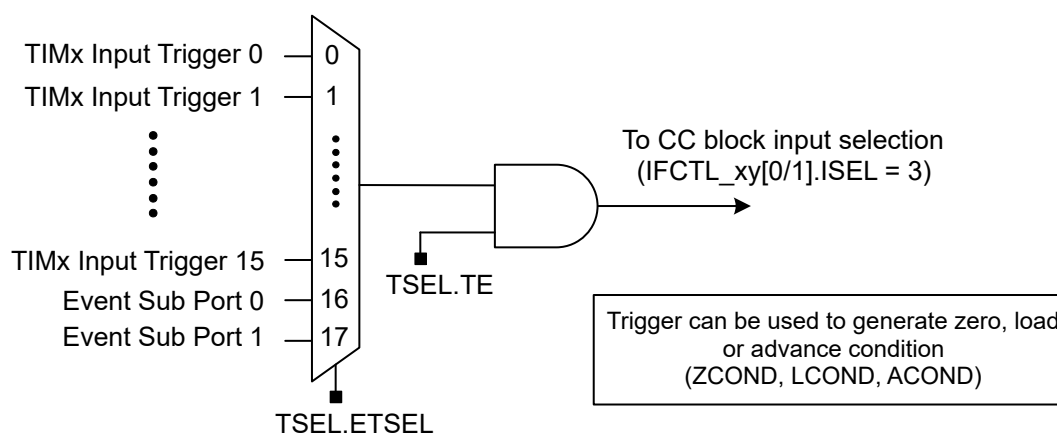 TIMx Input Trigger 0
0
TIMx Input Trigger 1
1
To CC block input selection
(IFCTL_xy[0/1].ISEL = 3)
TIMx Input Trigger 15
15
TSEL.TE
Event Sub Port 0
16
Event Sub Port 1
17
Trigger can be used to generate zero, load
or advance condition
(ZCOND, LCOND, ACOND)
TSEL.ETSEL